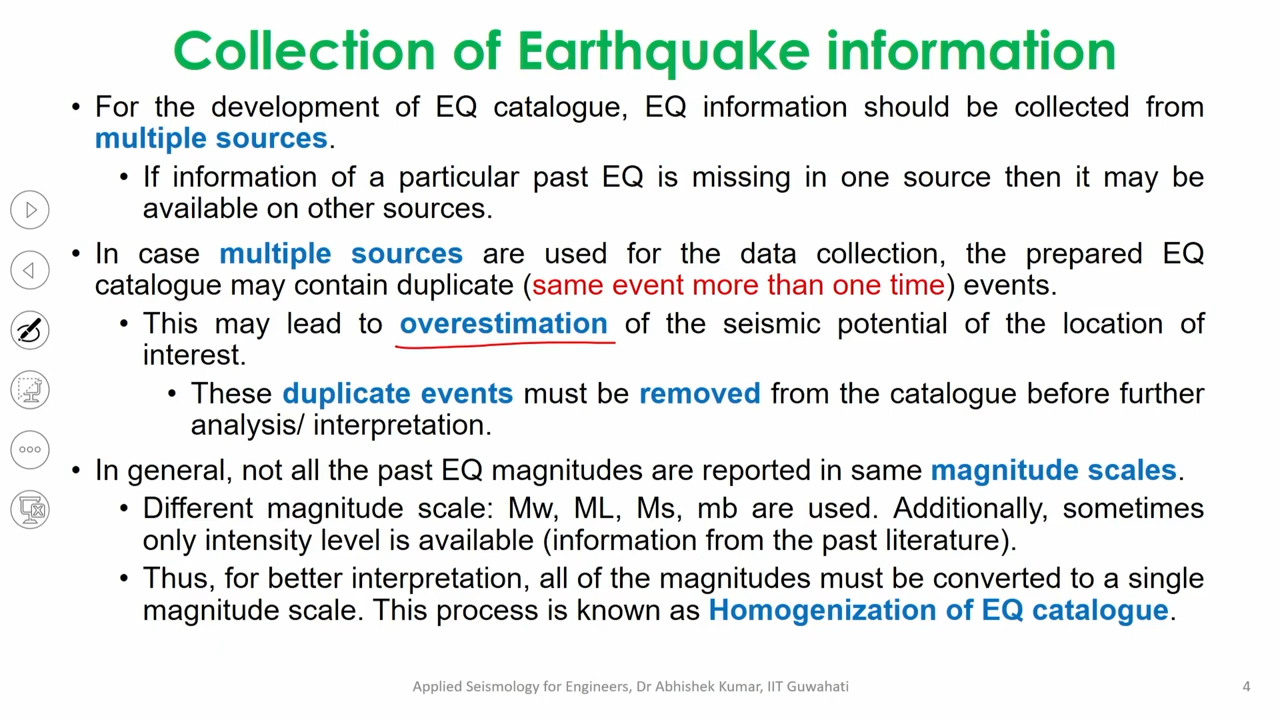 Collection of Earthquake information
• For the development of EQ catalogue, EQ information should be collected from
multiple sources.
• If information of a particular past EQ is missing in one source then it may be
available on other sources.
• In case multiple sources are used for the data collection, the prepared EQ
catalogue may contain duplicate (same event more than one time) events.
• This may lead to overestimation of the seismic potential of the location of
interest.
• These duplicate events must be removed from the catalogue before further
analysis/ interpretation.
• In general, not all the past EQ magnitudes are reported in same magnitude scales.
• Different magnitude scale: Mw, ML, Ms, mb are used. Additionally, sometimes
only intensity level is available (information from the past literature).
• Thus, for better interpretation, all of the magnitudes must be converted to a single
magnitude scale. This process is known as Homogenization of EQ catalogue.
Applied Seismology for Engineers, Dr Abhishek Kumar, IIT Guwahati
4